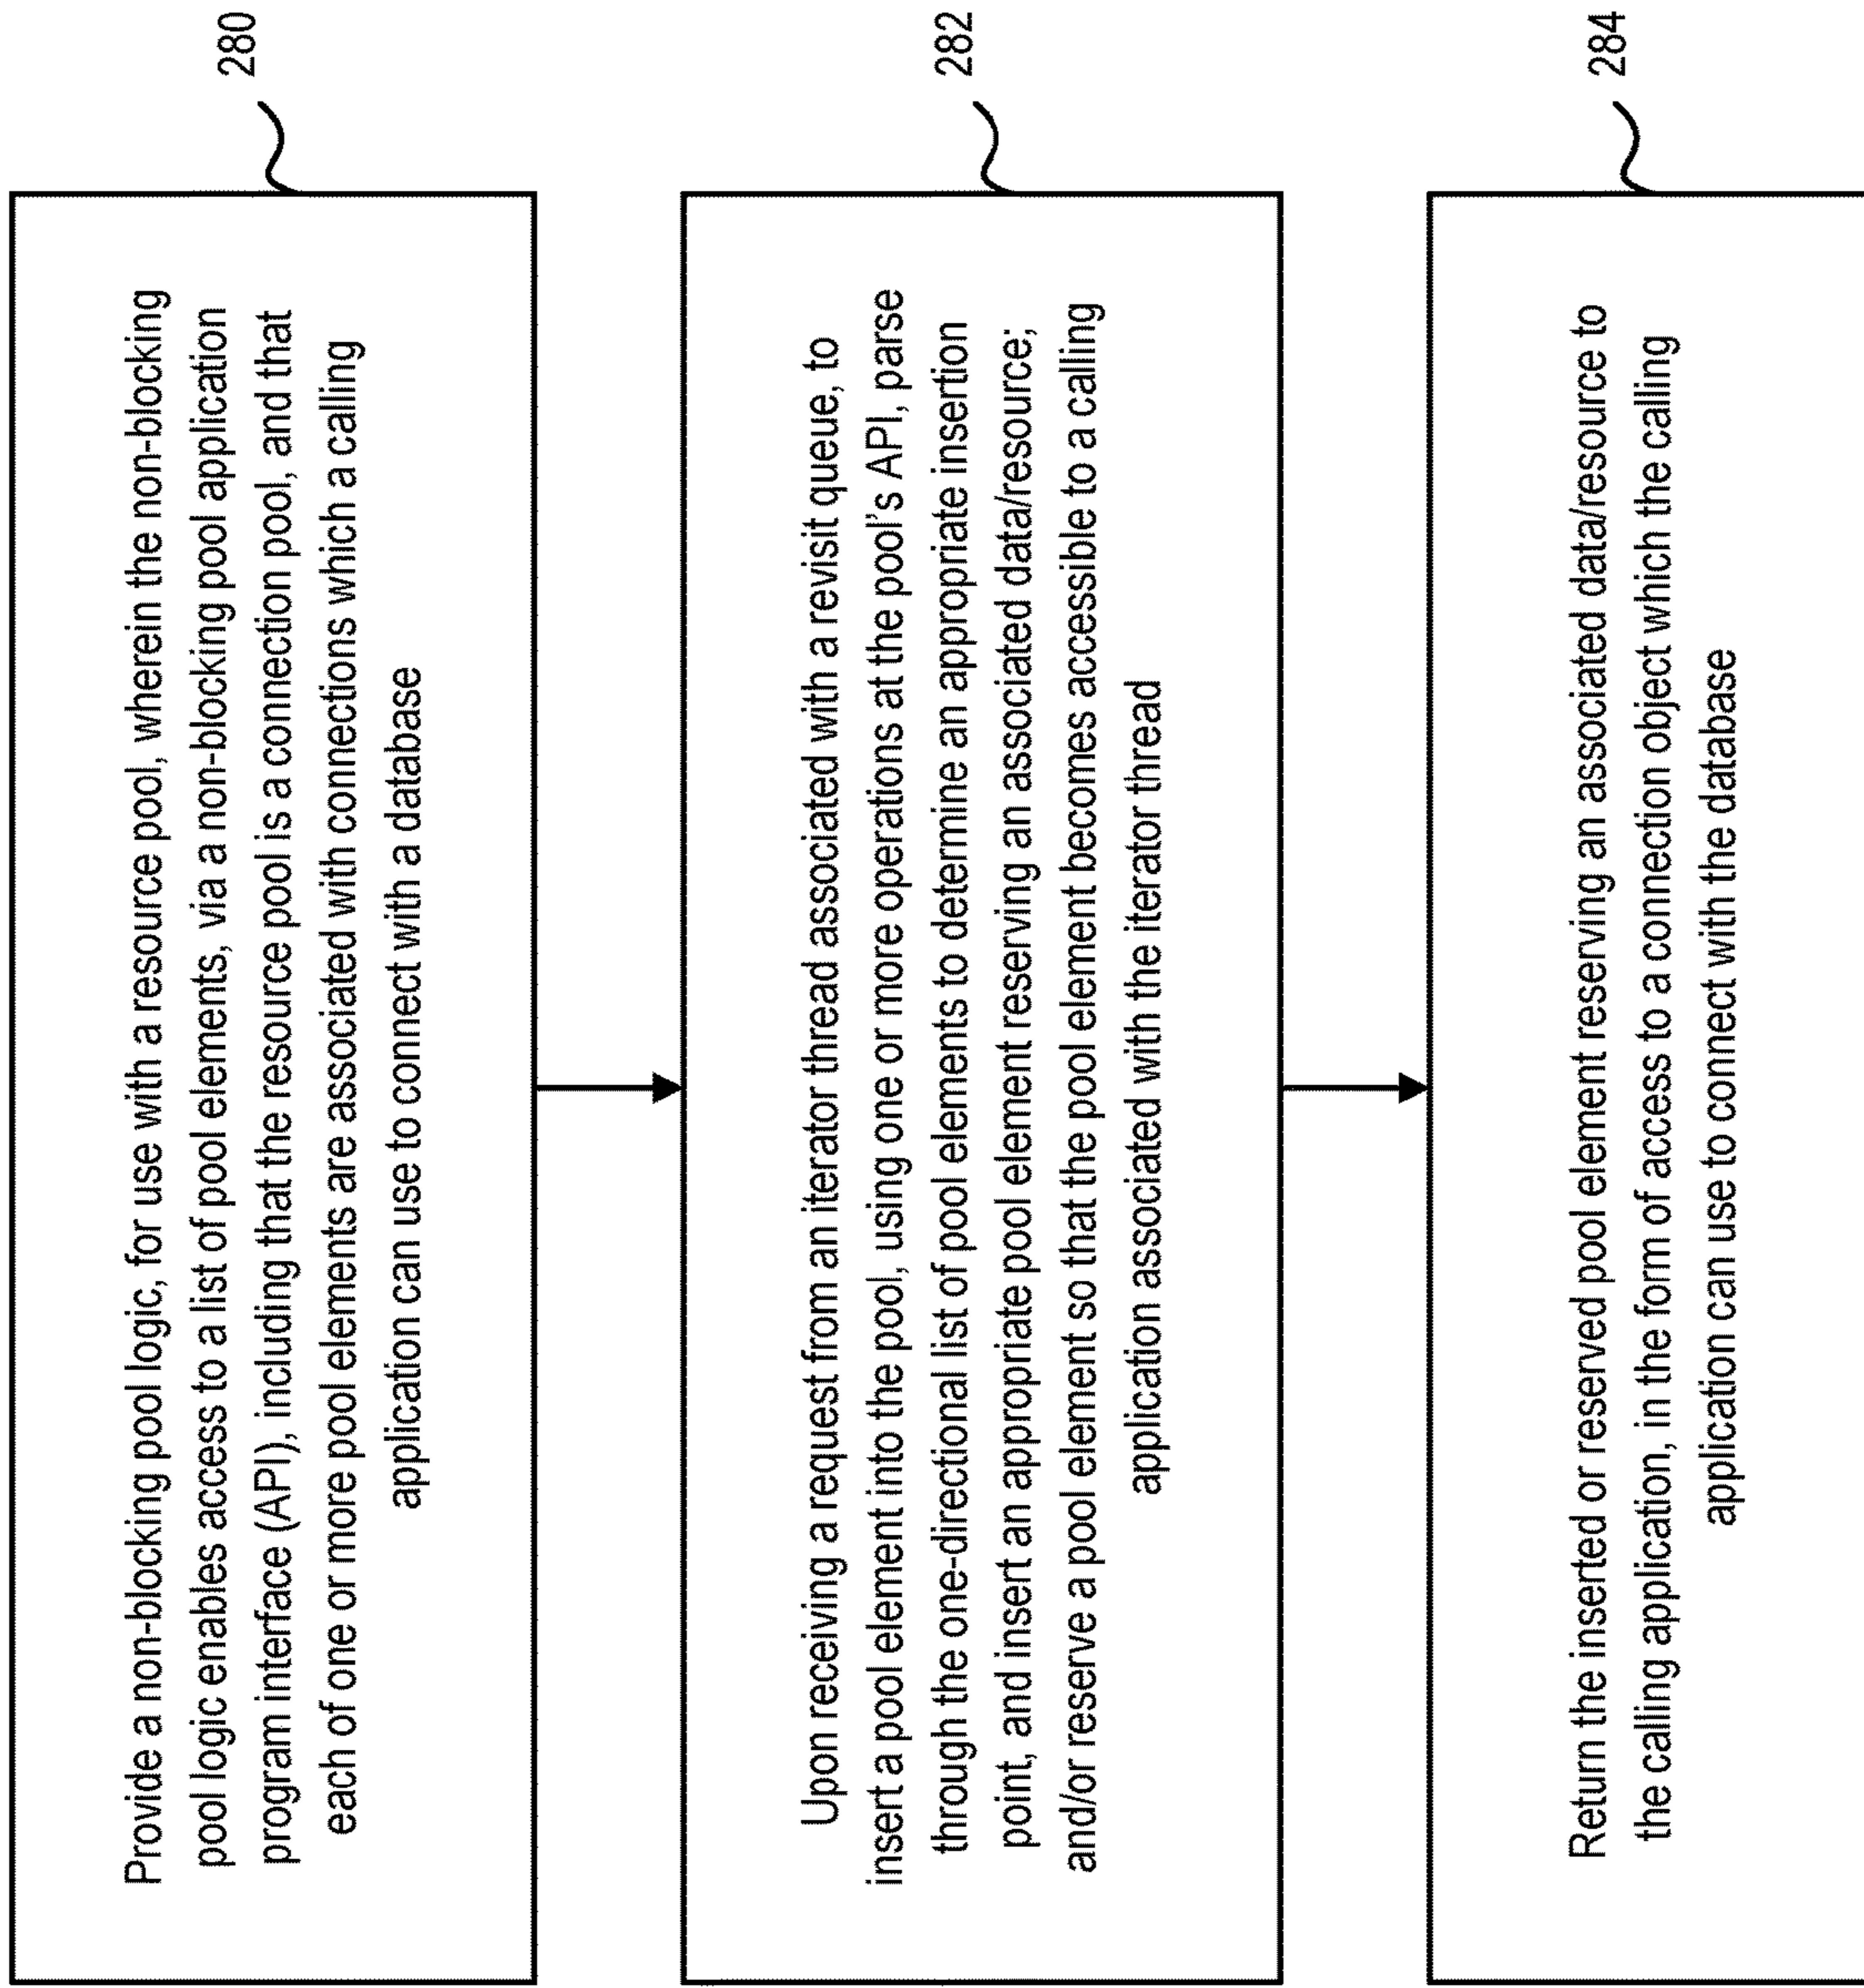 Provide a non-blocking pool logic, for use with a resource pool, wherein the non-blocking
pool logic enables access to a list of pool elements, via a non-blocking pool application
program interface (API), including that the resource pool is a connection pool, and that
each of one or more pool elements are associated with connections which a calling
application can use to connect with a database
280
Upon receiving a request from an iterator thread associated with a revisit queue, to
insert a pool element into the pool, using one or more operations at the pool's API, parse
through the one-directional list of pool elements to determine an appropriate insertion
point, and insert an appropriate pool element reserving an associated data/resource;
and/or reserve a pool element so that the pool element becomes accessible to a calling
application associated with the iterator thread
282
Return the inserted or reserved pool element reserving an associated data/resource to
the calling application, in the form of access to a connection object which the calling
application can use to connect with the database
284